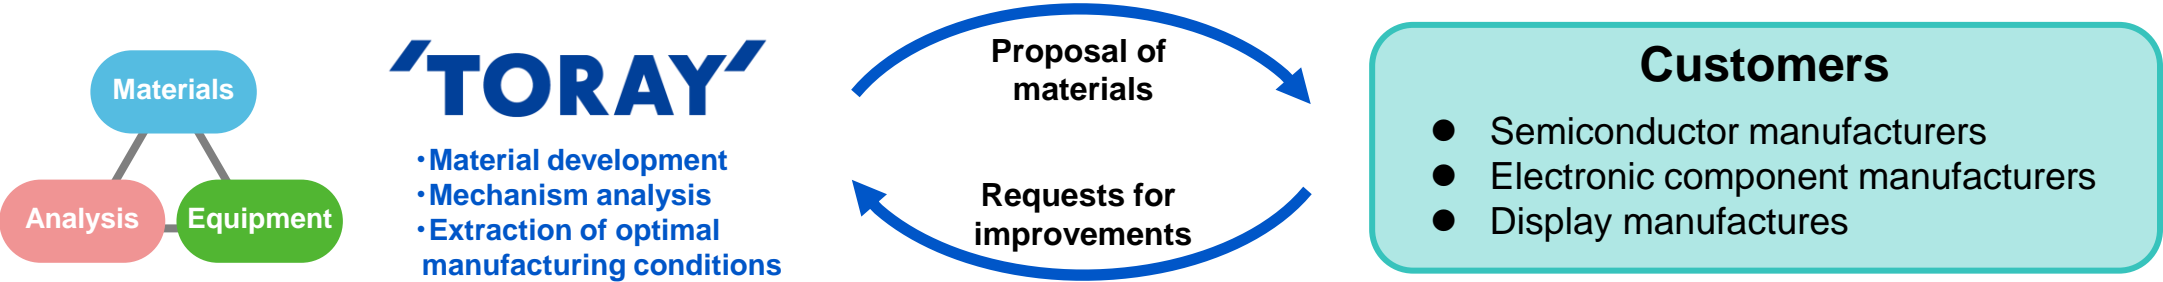 Materials
Analysis
Equipment
'TORAY'
・Material development
・Mechanism analysis
・Extraction of optimal
manufacturing conditions
Proposal of
materials
Requests for
improvements
Customers
● Semiconductor manufacturers
● Electronic component manufacturers
● Display manufactures